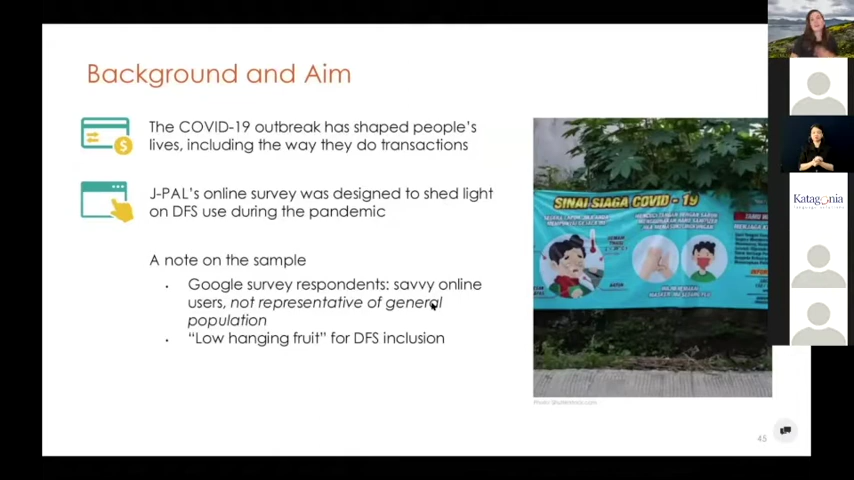 Background and Aim
The COVID-19 outbreak has shaped people's
lives, including the way they do transactions
J-PAL's online survey was designed to shed light
on DFS use during the pandemic
A note on the sample
Google survey respondents: savvy online
users, not representative of general
population
"Low hanging fruit" for DFS inclusion
SINAI SIAGA COVID - 19
Katagonia
45